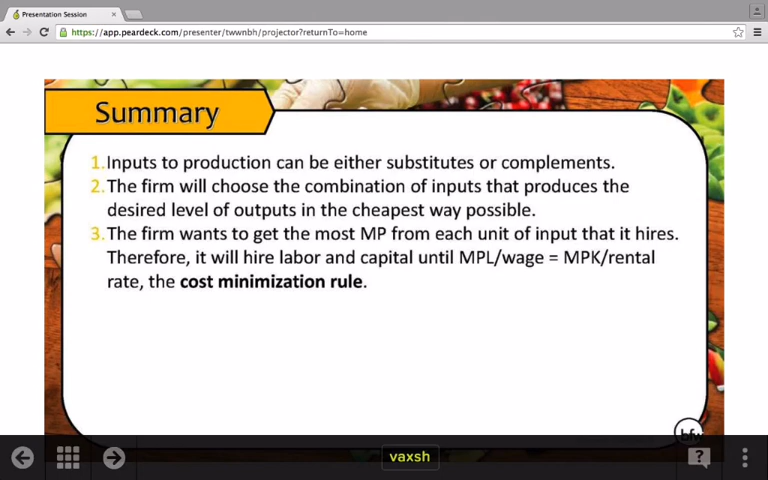 Presentation Session
https://app.peardeck.com/presenter/twwnbh/projector?returnTo=home
Summary
1.Inputs to production can be either substitutes or complements.
2.The firm will choose the combination of inputs that produces the
desired level of outputs in the cheapest way possible.
3.The firm wants to get the most MP from each unit of input that it hires.
Therefore, it will hire labor and capital until MPL/wage = MPK/rental
rate, the cost minimization rule.
bfw
vaxsh